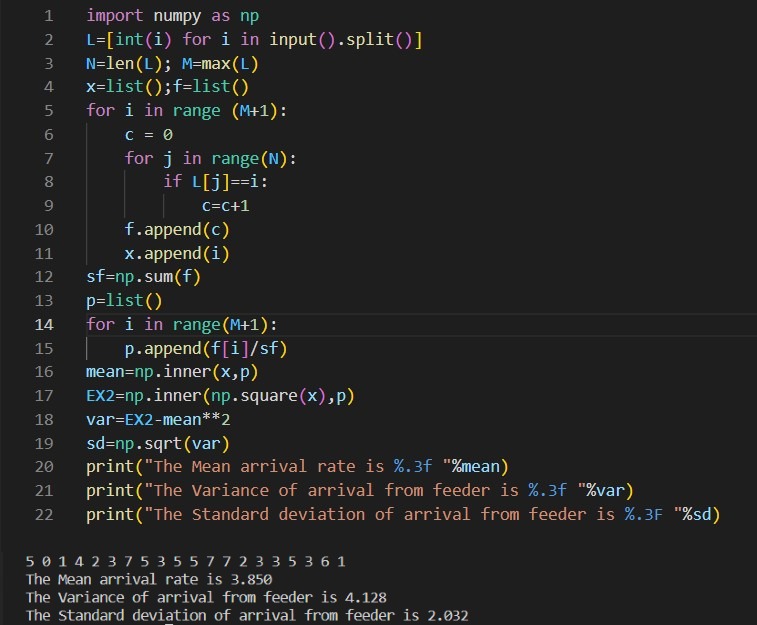 1 import numpy as np
2 L=[int(i) for i in input().split()]
3 N=len(L); M=max(L)
4 x=list();f=list()
5 for i in range (M+1):
6     c = 0
7     for j in range(N):
8         if L[j]==i:
9             c=c+1
10     f.append(c)
11     x.append(i)
12 sf=np.sum(f)
13 p=list()
14 for i in range(M+1):
15     p.append(f[i]/sf)
16 mean=np.inner(x,p)
17 EX2=np.inner(np.square(x),p)
18 var=EX2-mean**2
19 sd=np.sqrt(var)
20 print("The Mean arrival rate is %.3f "%mean)
21 print("The Variance of arrival from feeder is %.3f "%var)
22 print("The Standard deviation of arrival from feeder is %.3F "%sd)
5 0 1 4 2 3 7 5 3 5 5 7 7 2 3 3 5 3 6 1
The Mean arrival rate is 3.850
The Variance of arrival from feeder is 4.128
The Standard deviation of arrival from feeder is 2.032